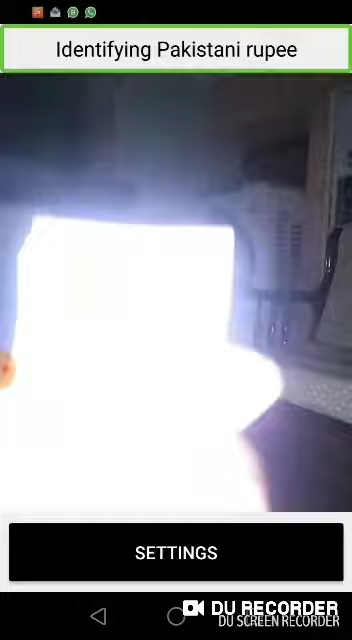 Identifying Pakistani rupee
SETTINGS
DU RECORDER
DU SCREEN RECORDER